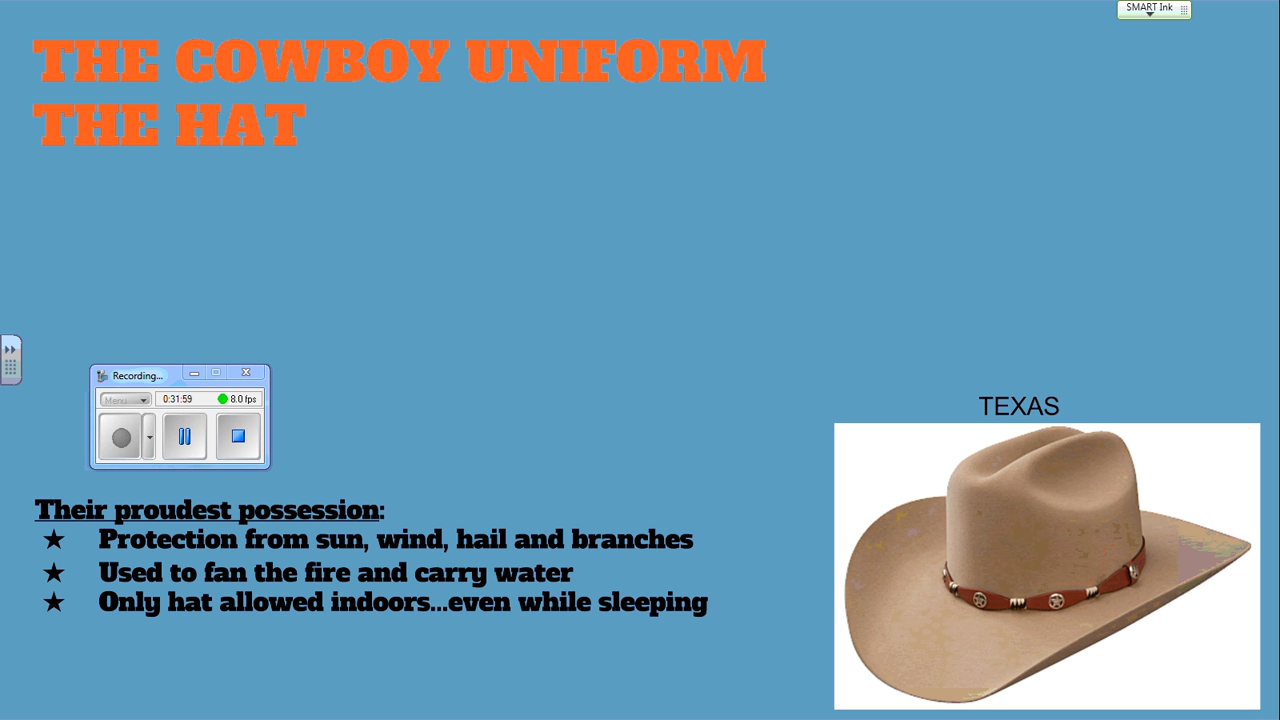 SMART Ink
THE COWBOY UNIFORM
THE HAT
Recording...
Menu
0:31:59
8.0 fps
TEXAS
Their proudest possession:
★ Protection from sun, wind, hail and branches
★ Used to fan the fire and carry water
★ Only hat allowed indoors...even while sleeping